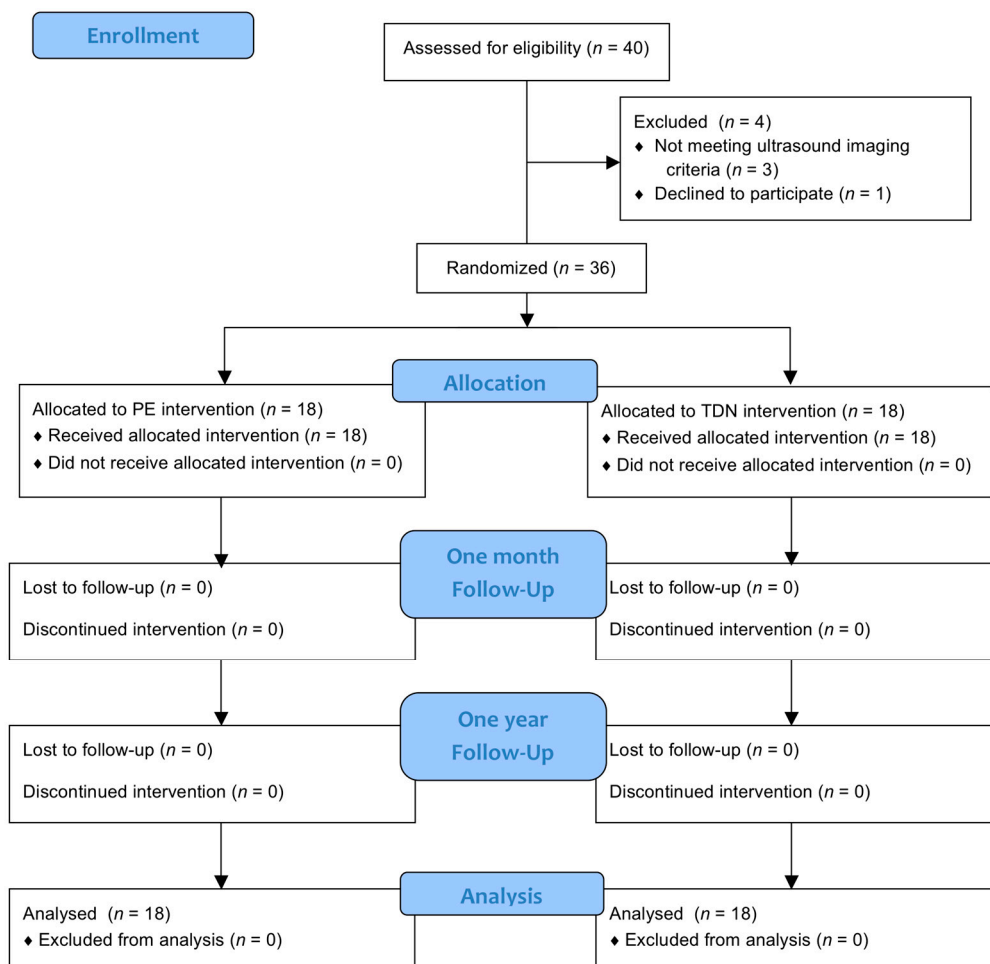 Enrollment
Assessed for eligibility (n = 40)
Excluded (n = 4)
♦ Not meeting ultrasound imaging
criteria (n = 3)
♦ Declined to participate (n = 1)
Randomized (n = 36)
Allocation
Allocated to PE intervention (n = 18)
♦ Received allocated intervention (n = 18)
♦ Did not receive allocated intervention (n = 0)
Allocated to TDN intervention (n = 18)
♦ Received allocated intervention (n = 18)
♦ Did not receive allocated intervention (n = 0)
One month
Follow-Up
Lost to follow-up (n = 0)
Discontinued intervention (n = 0)
Lost to follow-up (n = 0)
Discontinued intervention (n = 0)
One year
Follow-Up
Lost to follow-up (n = 0)
Discontinued intervention (n = 0)
Lost to follow-up (n = 0)
Discontinued intervention (n = 0)
Analysis
Analysed (n = 18)
♦ Excluded from analysis (n = 0)
Analysed (n = 18)
♦ Excluded from analysis (n = 0)